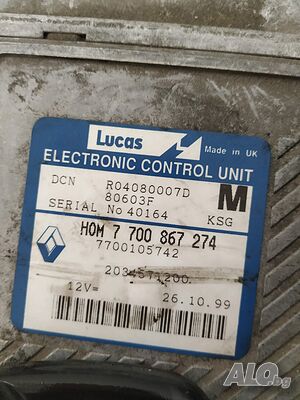 Lucas
Made in UK
ELECTRONIC CONTROL UNIT
DCN R04080007D M
80603F
SERIAL No 40164 KSG
HOM 7 700 867 274
7700105742
12V=
26.10.99
ALO.bg